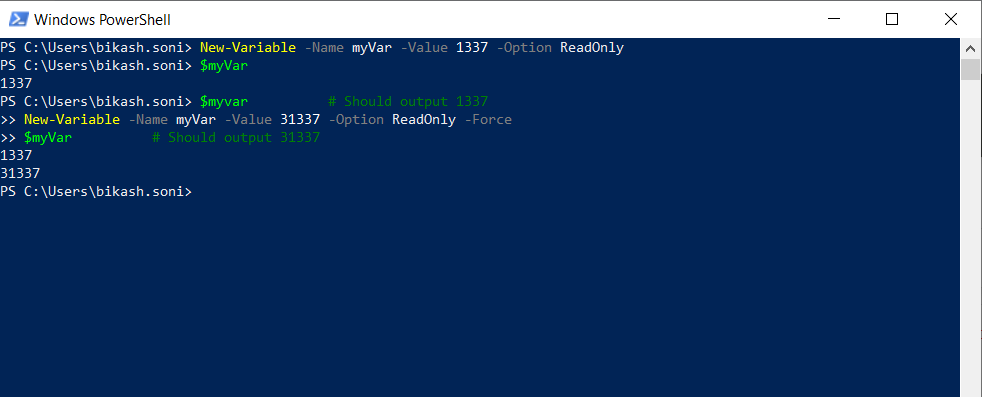 Windows PowerShell
PS C:\Users\bikash.soni> New-Variable -Name myVar -Value 1337 -Option ReadOnly
PS C:\Users\bikash.soni> $myVar
1337
PS C:\Users\bikash.soni> $myvar          # Should output 1337
>> New-Variable -Name myVar -Value 31337 -Option ReadOnly -Force
>> $myVar          # Should output 31337
1337
31337
PS C:\Users\bikash.soni>